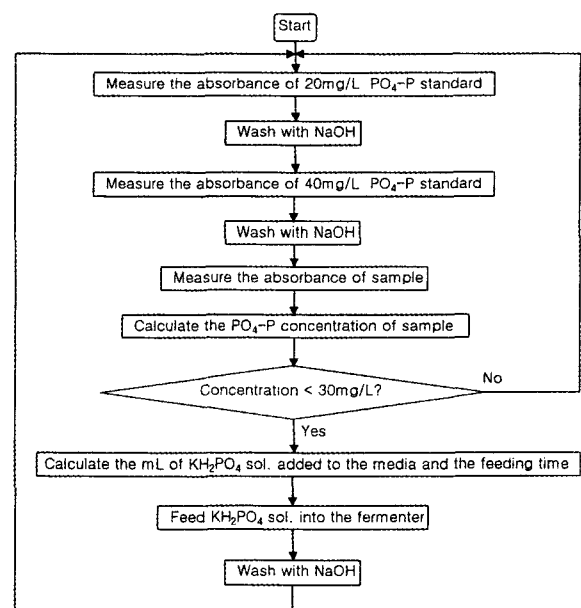 Start
Measure the absorbance of 20mg/L PO₄-P standard
Wash with NaOH
Measure the absorbance of 40mg/L PO₄-P standard
Wash with NaOH
Measure the absorbance of sample
Calculate the PO₄-P concentration of sample
Concentration < 30mg/L?
No
Yes
Calculate the mL of KH₂PO₄ sol. added to the media and the feeding time
Feed KH₂PO₄ sol. into the fermenter
Wash with NaOH